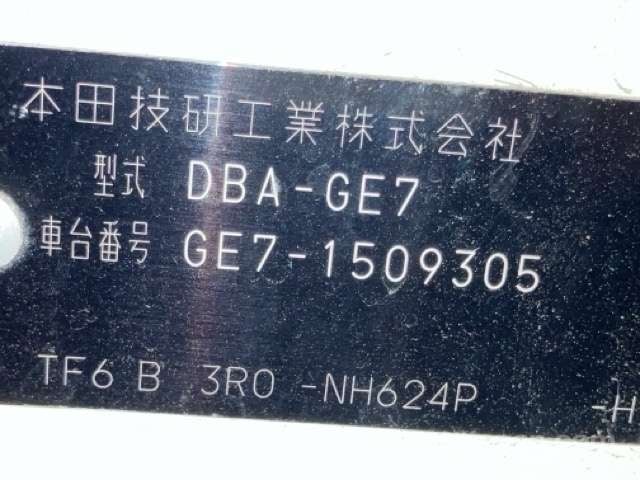 本田技研工業株式会社
型式 DBA-GE7
車台番号 GE7-1509305
TF6 B 3R0 -NH624P -H